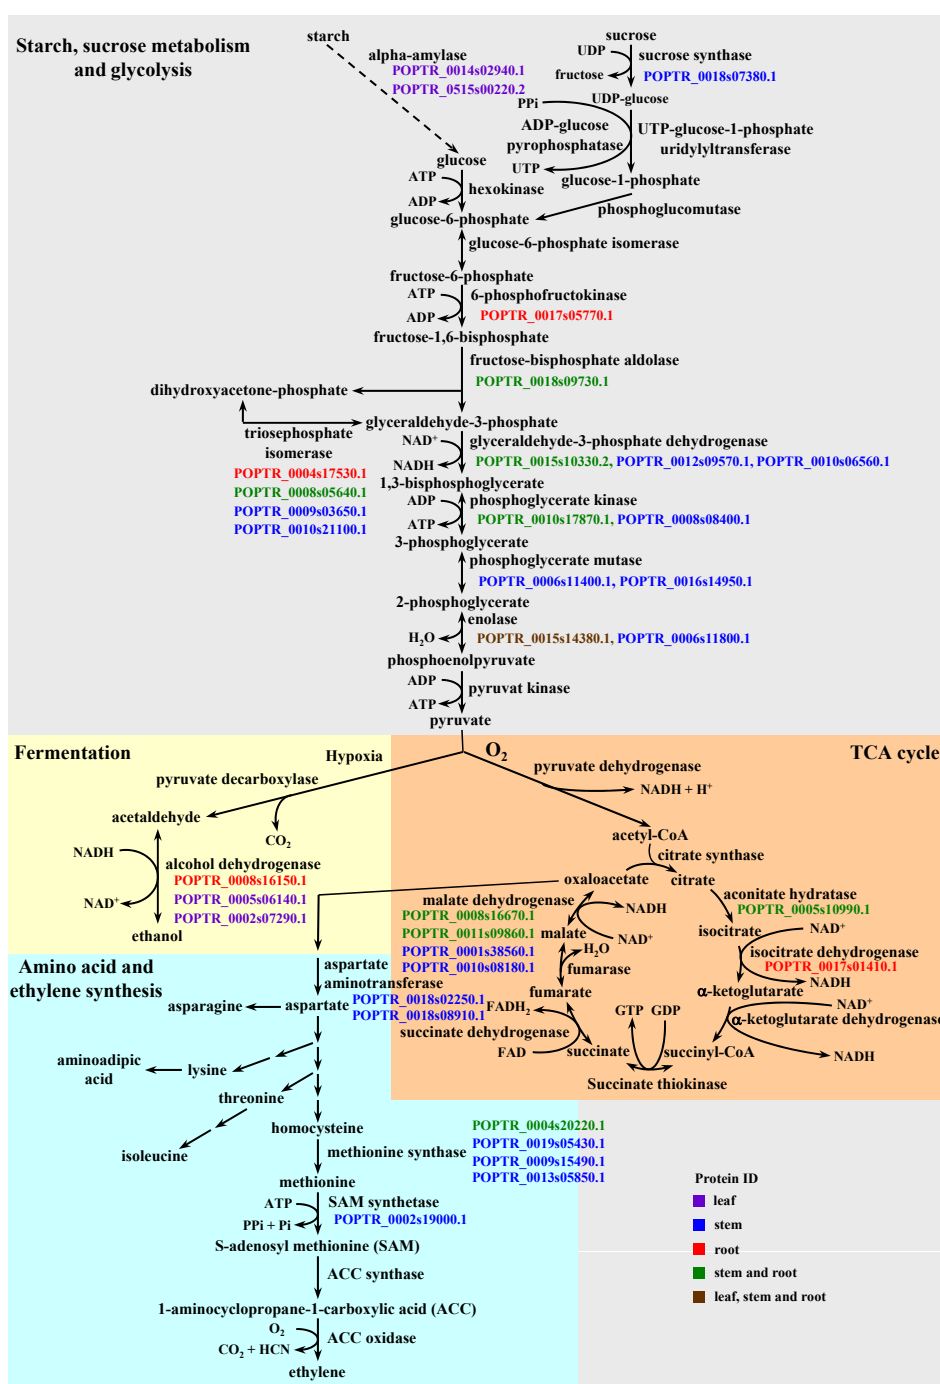 Starch, sucrose metabolism
and glycolysis
starch
alpha-amylase
POPTR_0014s02940.1
POPTR_0515s00220.2
sucrose
UDP
sucrose synthase
fructose
POPTR_0018s07380.1
UDP-glucose
PPi
ADP-glucose
pyrophosphatase
UTP-glucose-1-phosphate
uridylyltransferase
UTP
glucose
glucose-1-phosphate
ATP
hexokinase
ADP
phosphoglucomutase
glucose-6-phosphate
glucose-6-phosphate isomerase
fructose-6-phosphate
ATP
6-phosphofructokinase
ADP
POPTR_0017s05770.1
fructose-1,6-bisphosphate
fructose-bisphosphate aldolase
POPTR_0018s09730.1
dihydroxyacetone-phosphate
glyceraldehyde-3-phosphate
triosephosphate
isomerase
POPTR_0004s17530.1
POPTR_0008s05640.1
POPTR_0009s03650.1
POPTR_0010s21100.1
NAD⁺
glyceraldehyde-3-phosphate dehydrogenase
NADH
POPTR_0015s10330.2, POPTR_0012s09570.1, POPTR_0010s06560.1
1,3-bisphosphoglycerate
ADP
phosphoglycerate kinase
ATP
POPTR_0010s17870.1, POPTR_0008s08400.1
3-phosphoglycerate
phosphoglycerate mutase
POPTR_0006s11400.1, POPTR_0016s14950.1
2-phosphoglycerate
enolase
H₂O
POPTR_0015s14380.1, POPTR_0006s11800.1
phosphoenolpyruvate
ADP
pyruvat kinase
ATP
pyruvate
Fermentation
Hypoxia
O₂
TCA cycle
pyruvate decarboxylase
acetaldehyde
CO₂
NADH
alcohol dehydrogenase
POPTR_0008s16150.1
POPTR_0005s06140.1
POPTR_0002s07290.1
NAD⁺
ethanol
pyruvate dehydrogenase
NADH + H⁺
acetyl-CoA
citrate synthase
oxaloacetate
citrate
malate dehydrogenase
POPTR_0008s16670.1
POPTR_0011s09860.1
POPTR_0001s38560.1
POPTR_0010s08180.1
NADH
NAD⁺
malate
aconitate hydratase
POPTR_0005s10990.1
isocitrate
NAD⁺
isocitrate dehydrogenase
POPTR_0017s01410.1
NADH
H₂O
fumarase
fumarate
α-ketoglutarate
NAD⁺
α-ketoglutarate dehydrogenase
NADH
FADH₂
succinate dehydrogenase
FAD
GTP
GDP
succinate
succinyl-CoA
Succinate thiokinase
Amino acid and
ethylene synthesis
aspartate
aminotransferase
POPTR_0018s02250.1
POPTR_0018s08910.1
asparagine
aspartate
aminoadipic
acid
lysine
threonine
isoleucine
homocysteine
methionine synthase
POPTR_0004s20220.1
POPTR_0019s05430.1
POPTR_0009s15490.1
POPTR_0013s05850.1
methionine
ATP
SAM synthetase
PPi + Pi
POPTR_0002s19000.1
S-adenosyl methionine (SAM)
ACC synthase
1-aminocyclopropane-1-carboxylic acid (ACC)
O₂
ACC oxidase
CO₂ + HCN
ethylene
Protein ID
leaf
stem
root
stem and root
leaf, stem and root